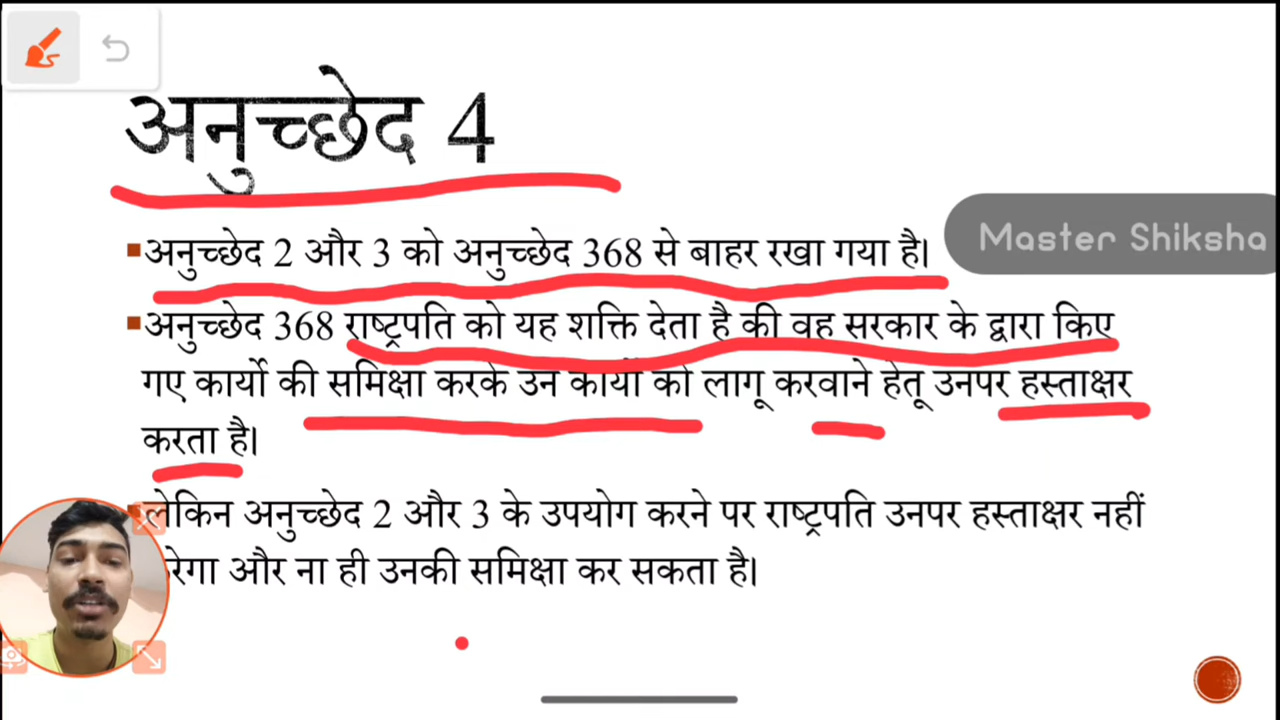 अनुच्छेद 4
अनुच्छेद 2 और 3 को अनुच्छेद 368 से बाहर रखा गया है।
Master Shiksha
अनुच्छेद 368 राष्ट्रपति को यह शक्ति देता है की वह सरकार के द्वारा किए
गए कार्यो की समिक्षा करके उन कार्यो को लागू करवाने हेतू उनपर हस्ताक्षर
करता है।
लेकिन अनुच्छेद 2 और 3 के उपयोग करने पर राष्ट्रपति उनपर हस्ताक्षर नहीं
रेगा और ना ही उनकी समिक्षा कर सकता है।